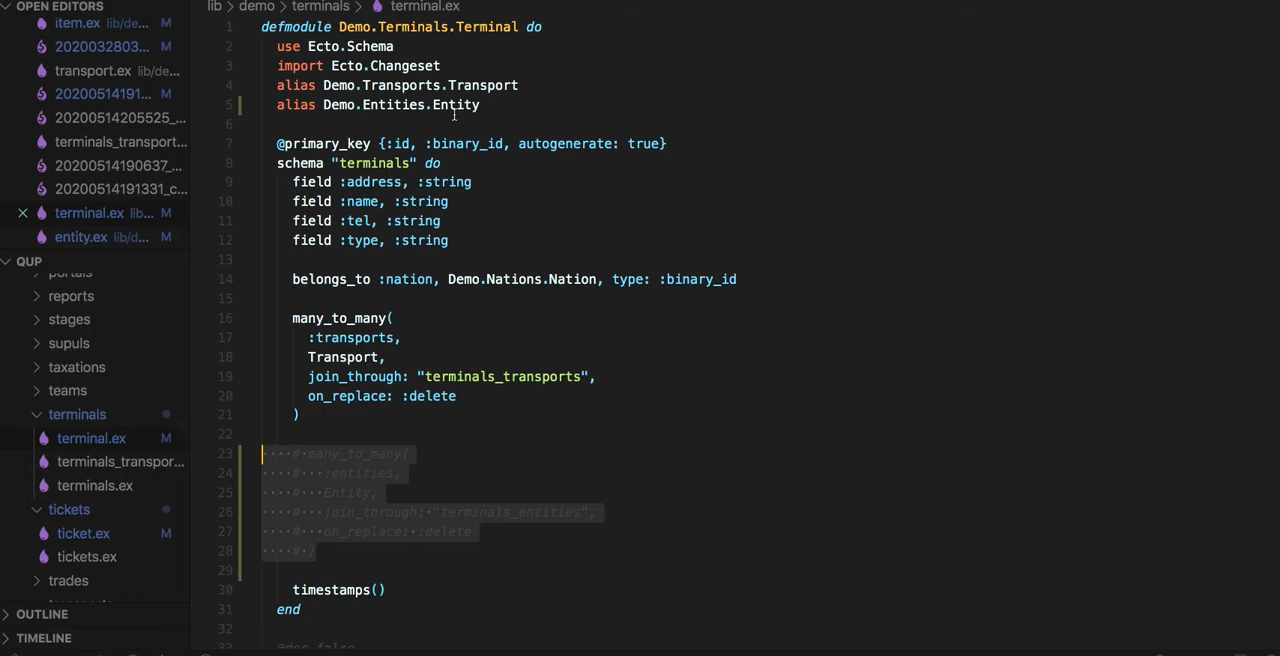 OPEN EDITORS
item.ex lib/de... M
2020032803... M
transport.ex lib/de...
20200514191... M
20200514205525_...
terminals_transport...
20200514190637_...
20200514191331_c...
terminal.ex lib... M
entity.ex lib/d... M
QUP
portals
reports
stages
supuls
taxations
teams
terminals
terminal.ex M
terminals_transpor...
terminals.ex
tickets
ticket.ex M
tickets.ex
trades
OUTLINE
TIMELINE
lib > demo > terminals > terminal.ex
1 defmodule Demo.Terminals.Terminal do
2 use Ecto.Schema
3 import Ecto.Changeset
4 alias Demo.Transports.Transport
5 alias Demo.Entities.Entity
6
7 @primary_key {:id, :binary_id, autogenerate: true}
8 schema "terminals" do
9 field :address, :string
10 field :name, :string
11 field :tel, :string
12 field :type, :string
13
14 belongs_to :nation, Demo.Nations.Nation, type: :binary_id
15
16 many_to_many(
17 :transports,
18 Transport,
19 join_through: "terminals_transports",
20 on_replace: :delete
21 )
22
23 # many_to_many(
24 # :entities,
25 # Entity,
26 # join_through: "terminals_entities",
27 # on_replace: :delete
28 # )
29
30 timestamps()
31 end
32
33 @doc false